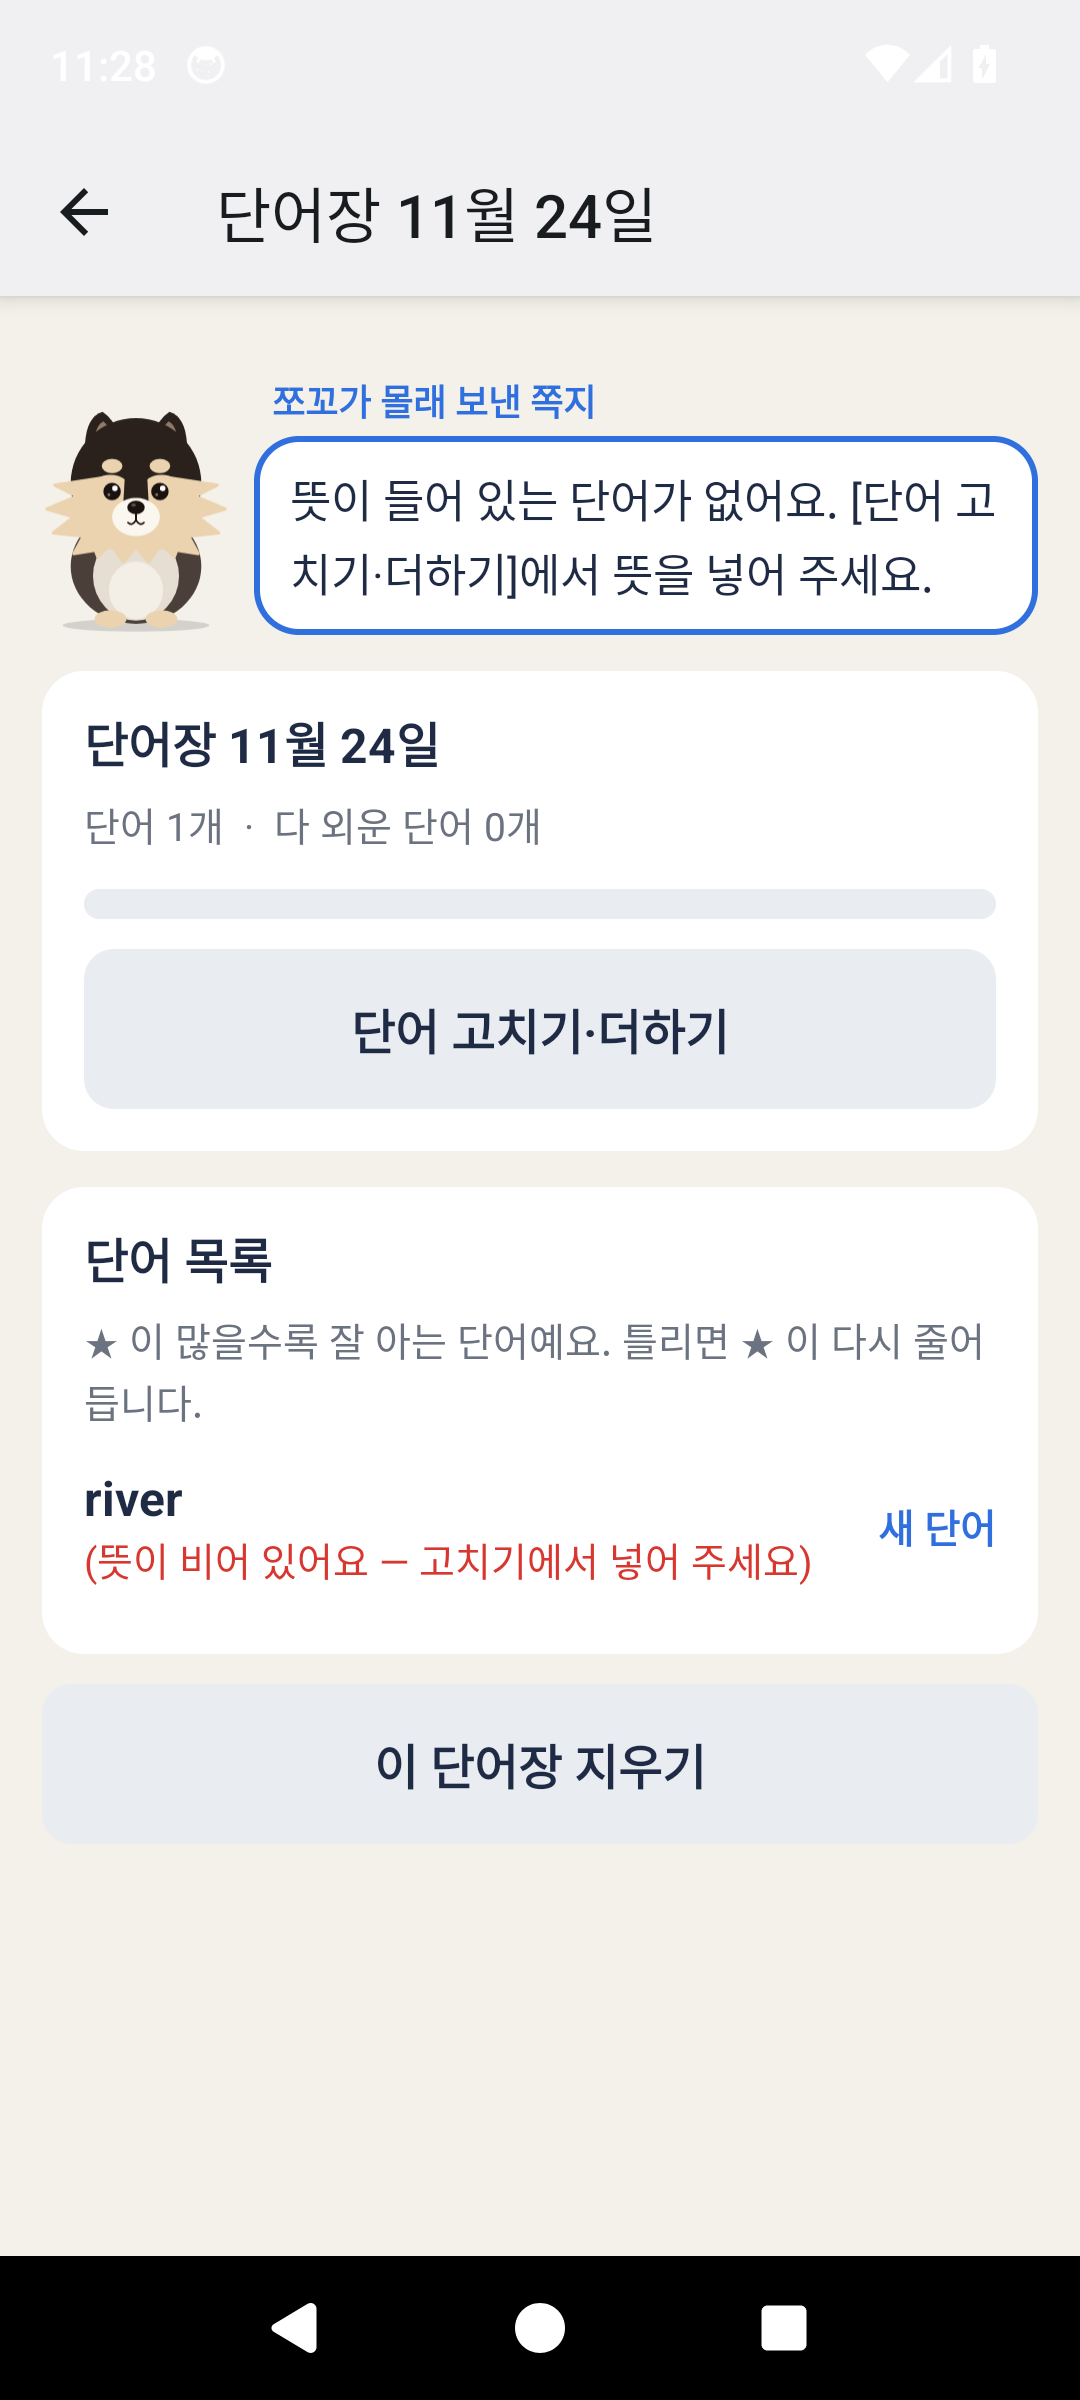 11:28
단어장 11월 24일
쪼꼬가 몰래 보낸 쪽지
뜻이 들어 있는 단어가 없어요. [단어 고
치기·더하기]에서 뜻을 넣어 주세요.
단어장 11월 24일
단어 1개 · 다 외운 단어 0개
단어 고치기·더하기
단어 목록
★ 이 많을수록 잘 아는 단어예요. 틀리면 ★ 이 다시 줄어
듭니다.
river
새 단어
(뜻이 비어 있어요 — 고치기에서 넣어 주세요)
이 단어장 지우기